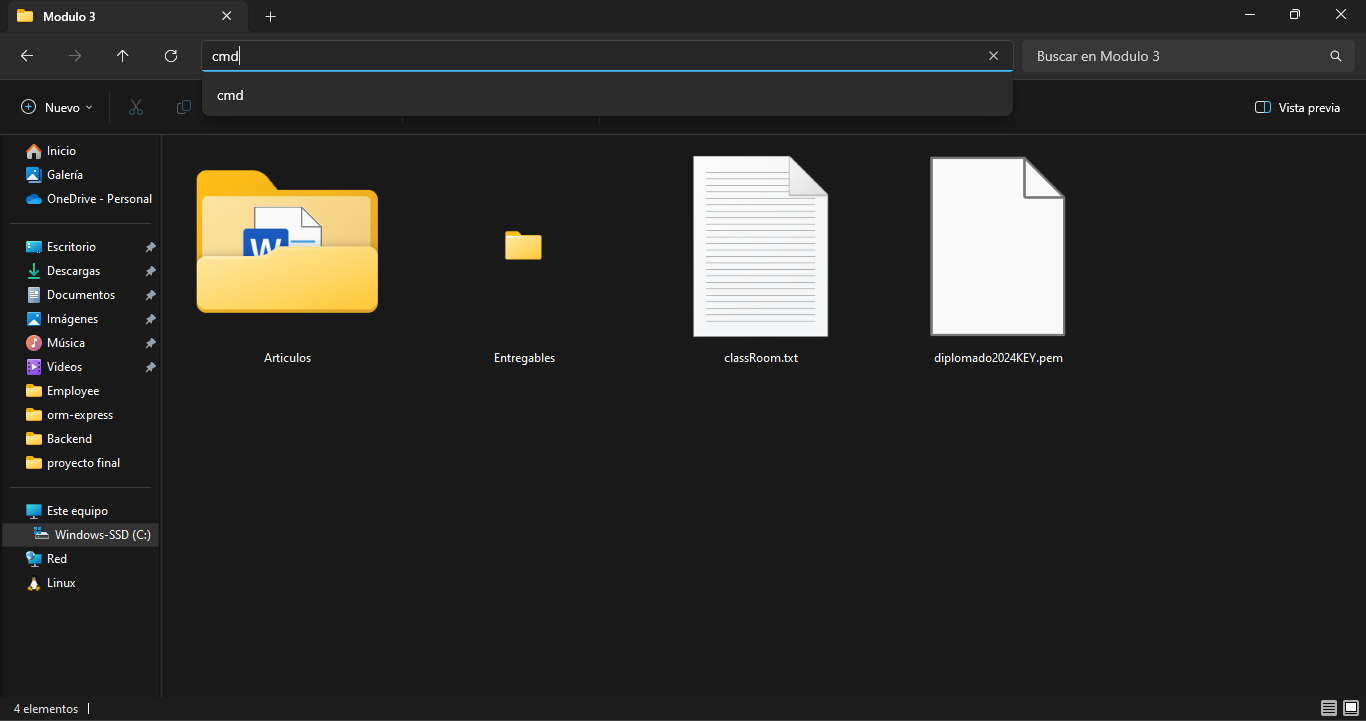 Modulo 3
cmd
Buscar en Modulo 3
cmd
Nuevo
Vista previa
Inicio
Galería
OneDrive - Personal
Escritorio
Descargas
Documentos
Imágenes
Música
Videos
Employee
orm-express
Backend
proyecto final
Este equipo
Windows-SSD (C:)
Red
Linux
W
Articulos
Entregables
classRoom.txt
diplomado2024KEY.pem
4 elementos